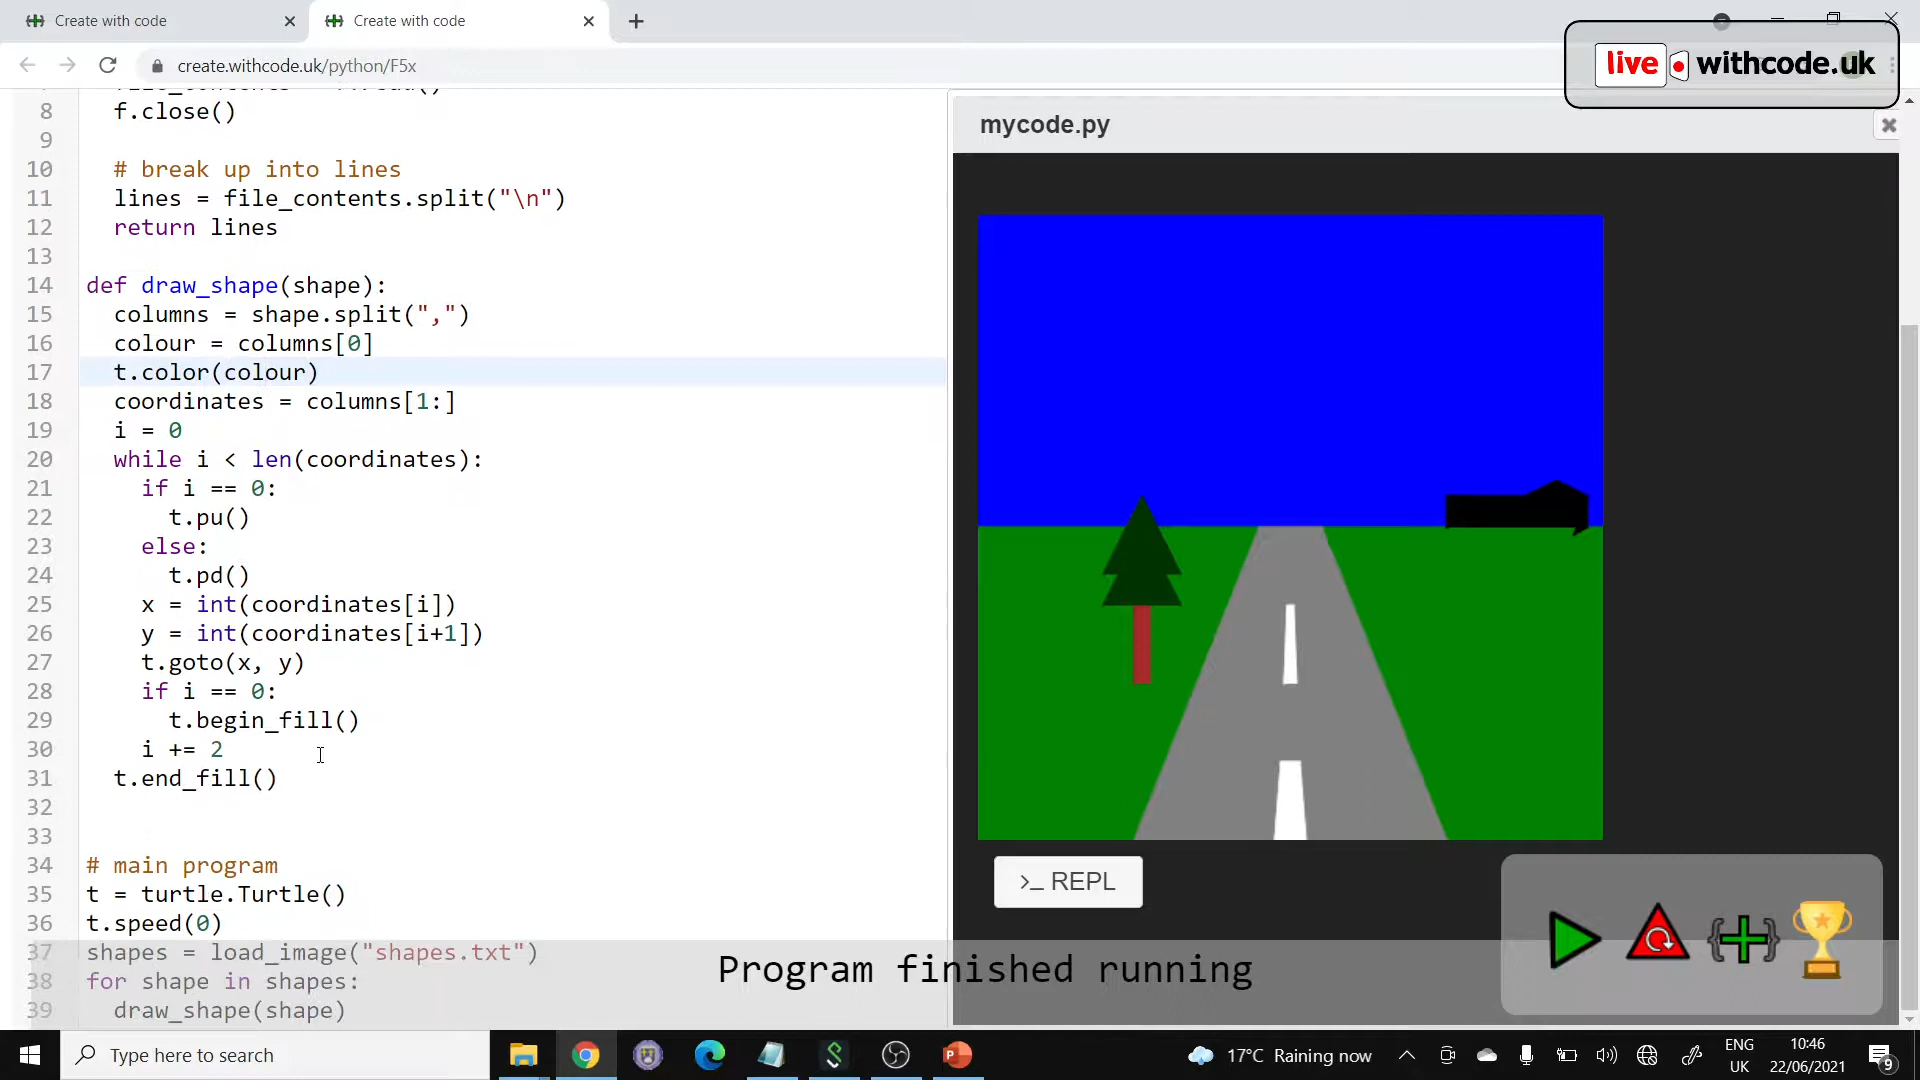 Create with code
Create with code
create.withcode.uk/python/F5x
live withcode.uk
8 f.close()
9
10 # break up into lines
11 lines = file_contents.split("\n")
12 return lines
13
14 def draw_shape(shape):
15 columns = shape.split(",")
16 colour = columns[0]
17 t.color(colour)
18 coordinates = columns[1:]
19 i = 0
20 while i < len(coordinates):
21 if i == 0:
22 t.pu()
23 else:
24 t.pd()
25 x = int(coordinates[i])
26 y = int(coordinates[i+1])
27 t.goto(x, y)
28 if i == 0:
29 t.begin_fill()
30 i += 2
31 t.end_fill()
32
33
34 # main program
35 t = turtle.Turtle()
36 t.speed(0)
37 shapes = load_image("shapes.txt")
38 for shape in shapes:
39 draw_shape(shape)
mycode.py
>_ REPL
Program finished running
Type here to search
17°C Raining now
ENG
UK
10:46
22/06/2021
9